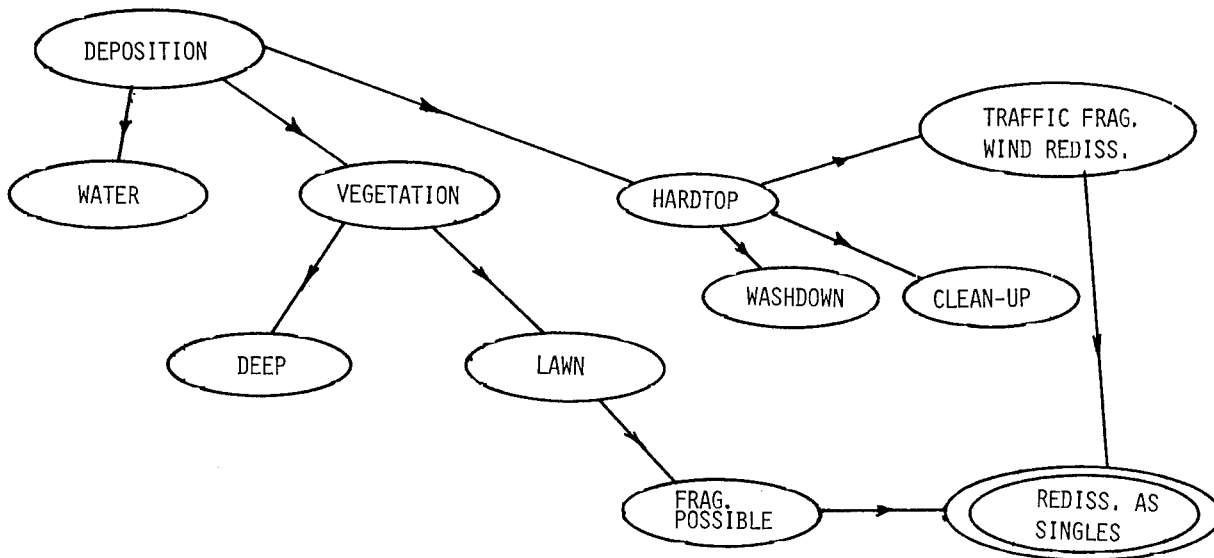 DEPOSITION
TRAFFIC FRAG.
WIND REDISS.
WATER
VEGETATION
HARDTOP
WASHDOWN
CLEAN-UP
DEEP
LAWN
FRAG.
POSSIBLE
REDISS. AS
SINGLES